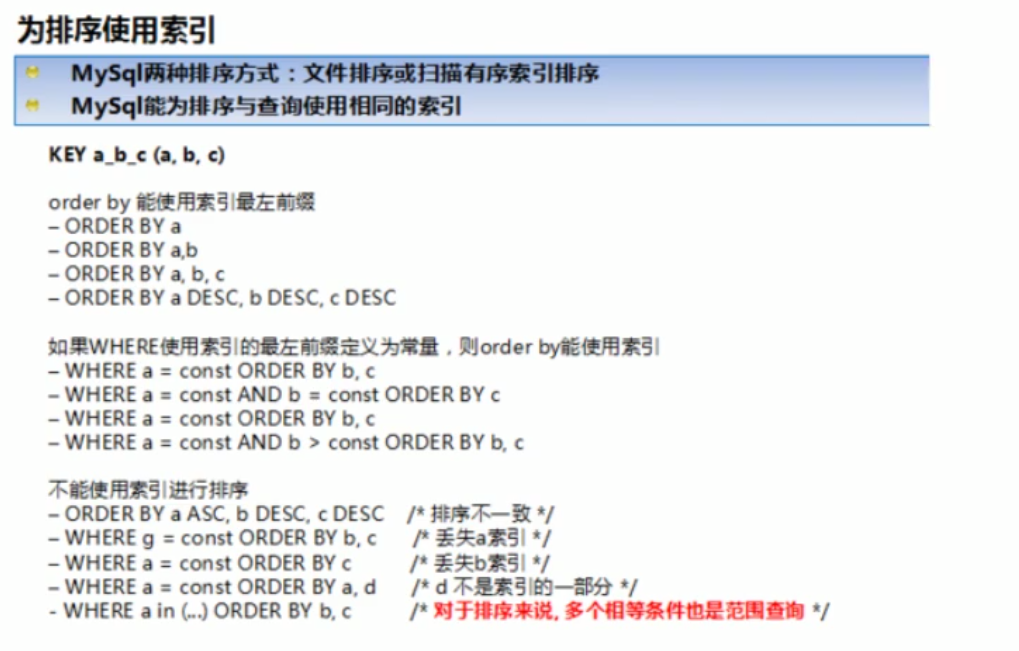 为排序使用索引
MySql两种排序方式：文件排序或扫描有序索引排序
MySql能为排序与查询使用相同的索引
KEY a_b_c (a, b, c)
order by 能使用索引最左前缀
– ORDER BY a
– ORDER BY a,b
– ORDER BY a, b, c
– ORDER BY a DESC, b DESC, c DESC
如果WHERE使用索引的最左前缀定义为常量，则order by能使用索引
– WHERE a = const ORDER BY b, c
– WHERE a = const AND b = const ORDER BY c
– WHERE a = const ORDER BY b, c
– WHERE a = const AND b > const ORDER BY b, c
不能使用索引进行排序
– ORDER BY a ASC, b DESC, c DESC /* 排序不一致 */
– WHERE g = const ORDER BY b, c /* 丢失a索引 */
– WHERE a = const ORDER BY c /* 丢失b索引 */
– WHERE a = const ORDER BY a, d /* d 不是索引的一部分 */
- WHERE a in (...) ORDER BY b, c /* 对于排序来说, 多个相等条件也是范围查询 */